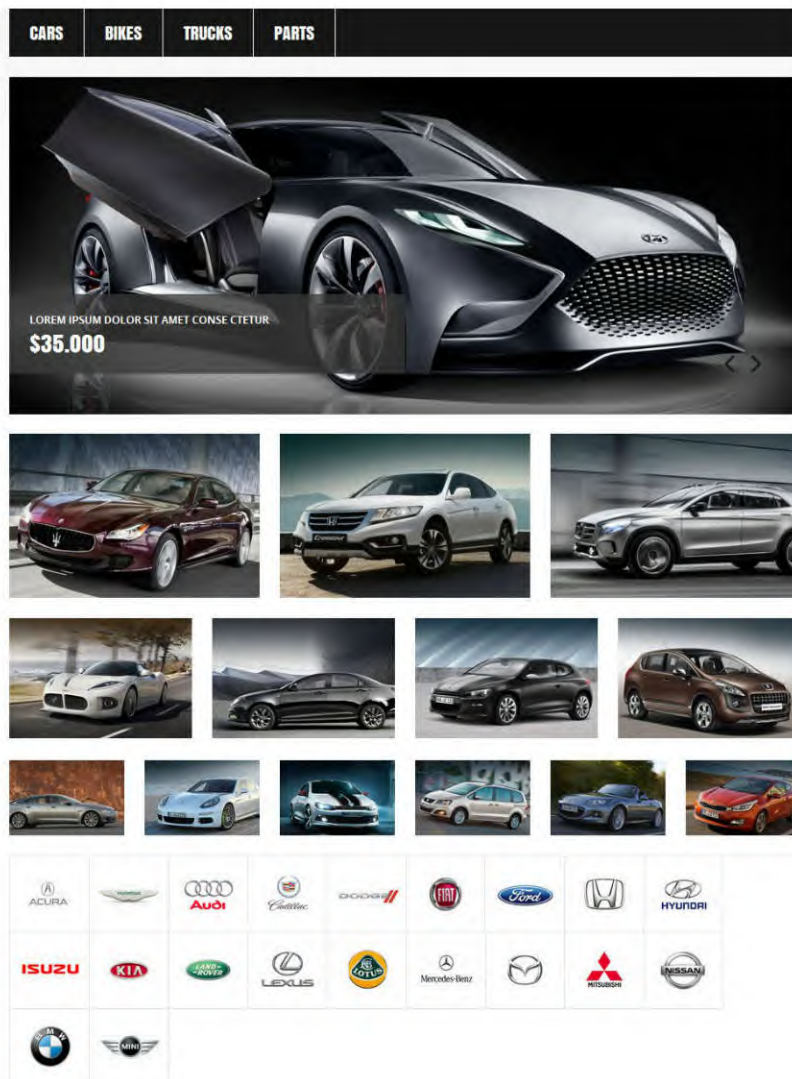 CARS BIKES TRUCKS PARTS
LOREM IPSUM DOLOR SIT AMET CONSE CTETUR
$35.000
ACURA
Audi
Cadillac
DODGE
FIAT
Ford
HYUNDAI
ISUZU
KIA
LAND-ROVER
LEXUS
LOTUS
Mercedes-Benz
MITSUBISHI
NISSAN
BMW
MINI